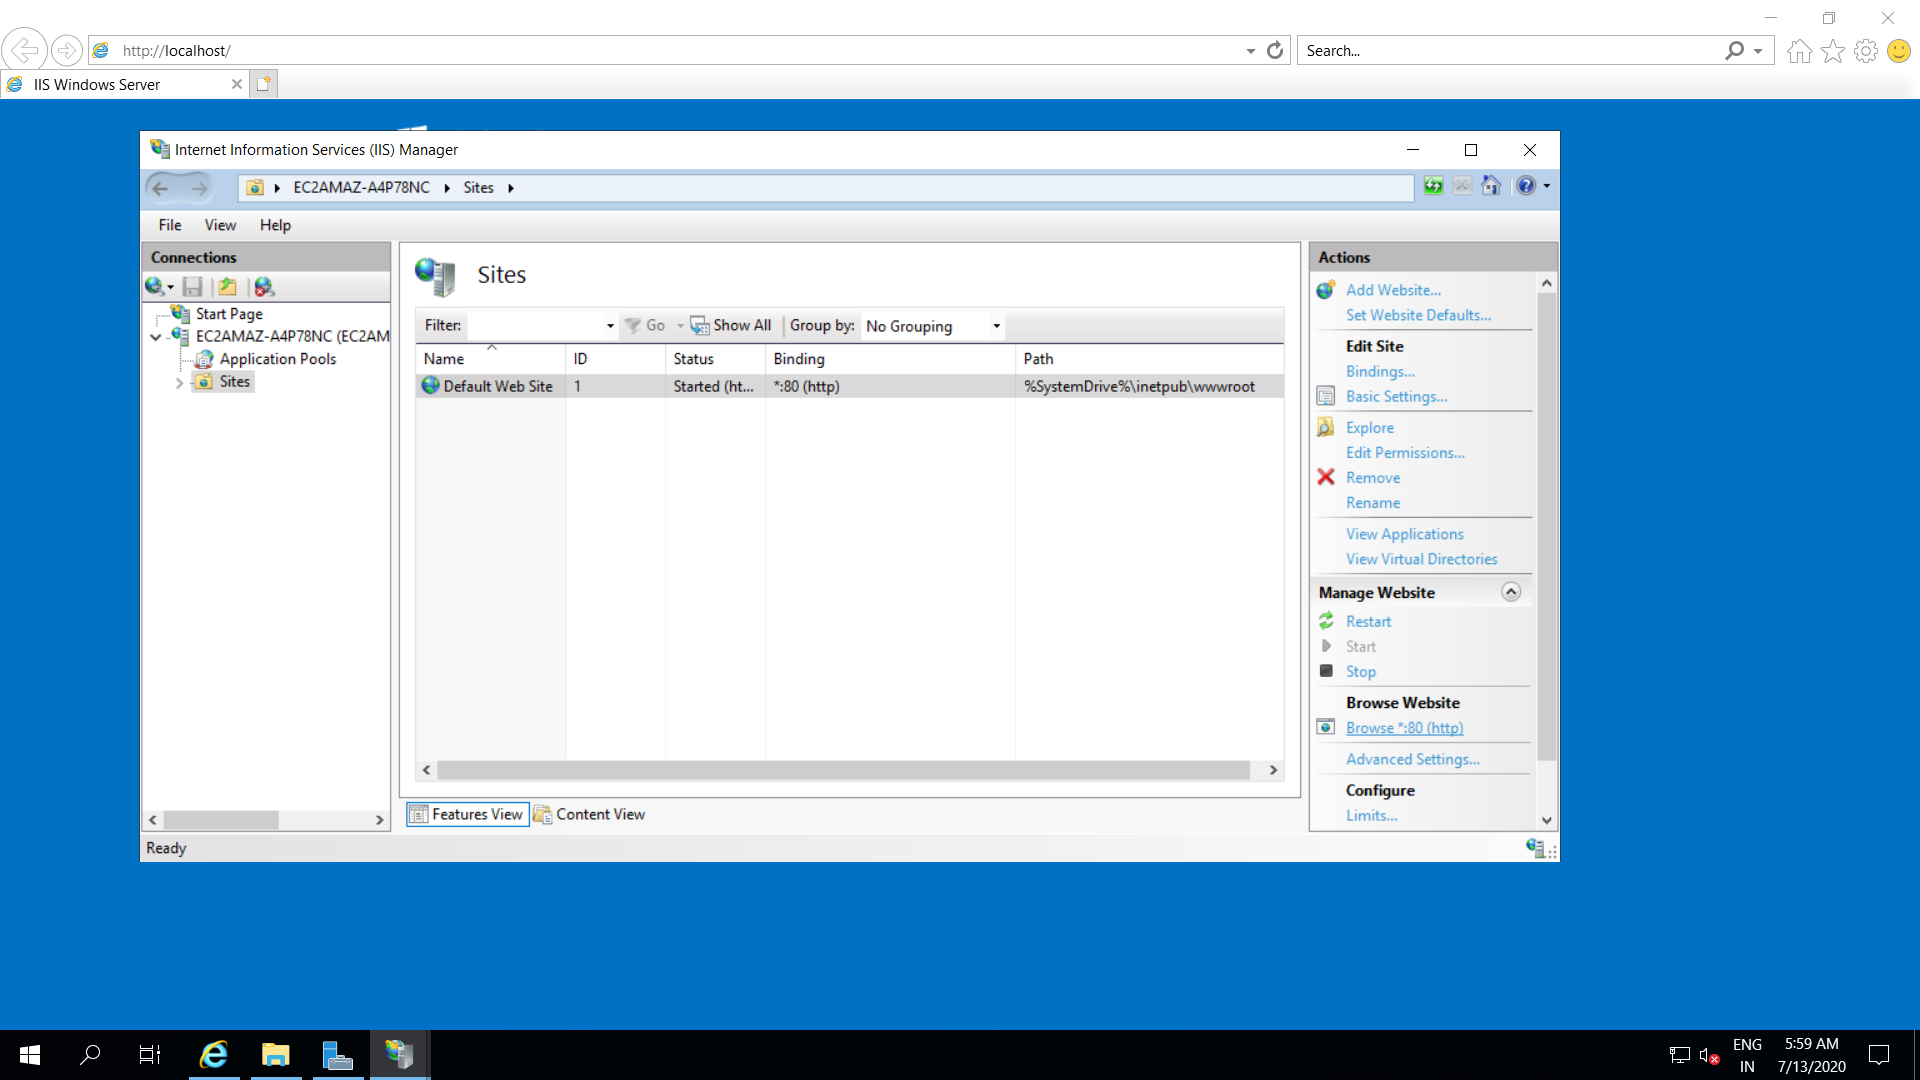 http://localhost/
Search...
IIS Windows Server
Internet Information Services (IIS) Manager
EC2AMAZ-A4P78NC
Sites
File View Help
Connections
Start Page
EC2AMAZ-A4P78NC (EC2AM
Application Pools
Sites
Sites
Filter:
Go
Show All
Group by:
No Grouping
Name ID Status Binding Path
Default Web Site 1 Started (ht... *:80 (http) %SystemDrive%\inetpub\wwwroot
Features View
Content View
Actions
Add Website...
Set Website Defaults...
Edit Site
Bindings...
Basic Settings...
Explore
Edit Permissions...
Remove
Rename
View Applications
View Virtual Directories
Manage Website
Restart
Start
Stop
Browse Website
Browse *:80 (http)
Advanced Settings...
Configure
Limits...
Ready
ENG
IN
5:59 AM
7/13/2020